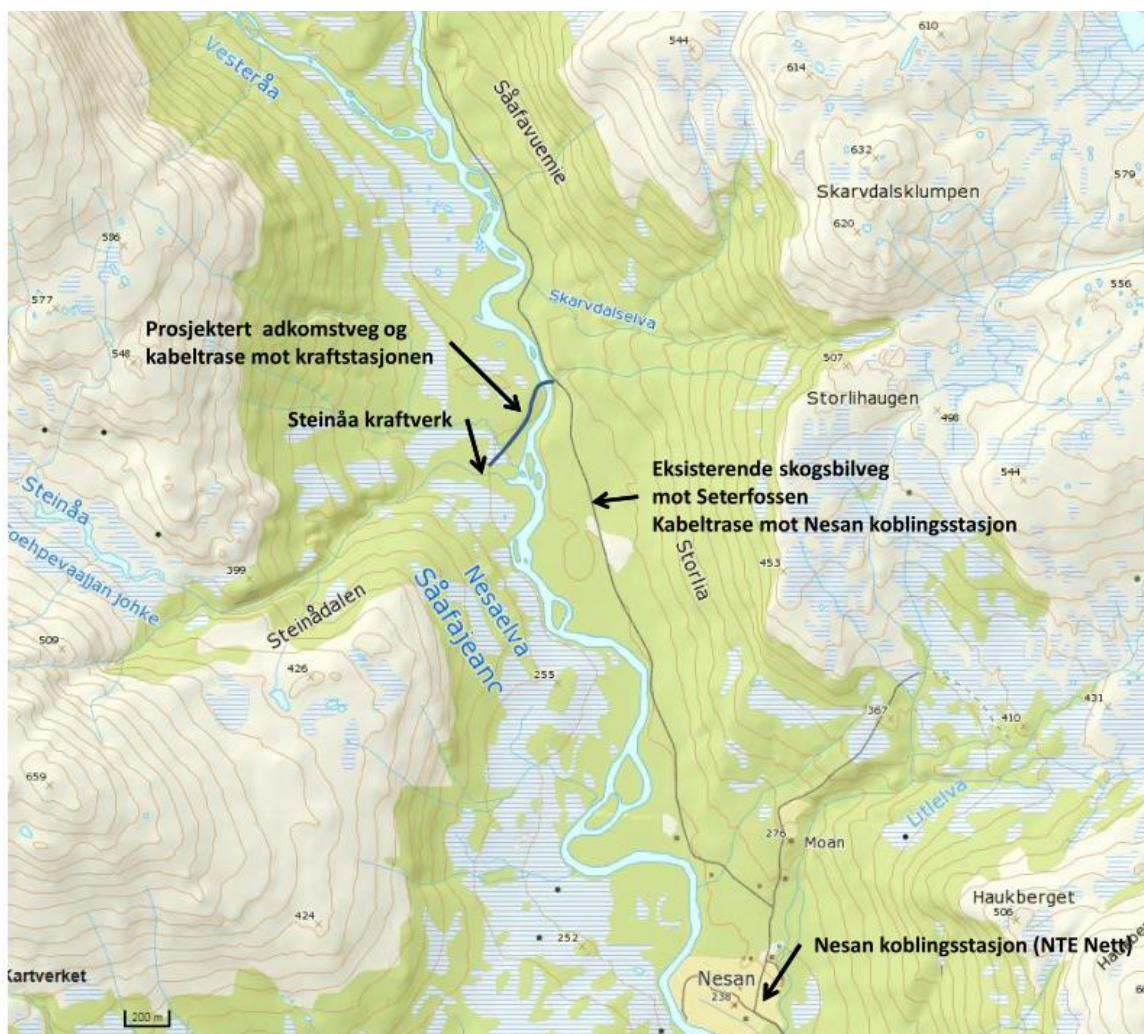 610
544
Vesteråa
614
Såafavuemie
632
579
Skarvdalsklumpen
620
586
556
577
Skarvdalselva
Prosjektert adkomstveg og
kabeltrase mot kraftstasjonen
548
507
Storlihaugen
498
Steinåa kraftverk
Eksisterende skogsbilveg
mot Seterfossen
Kabeltrase mot Nesan koblingsstasjon
544
Steinåa
Storlia
453
399
Nesåelva
Såafajeanoe
Steinådalen
509
426
255
431
367
410
659
Litlelva
276
Moan
Haukberget
506
424
252
Nesan koblingsstasjon (NTE Nett)
Kartverket
Nesan
238
200 m